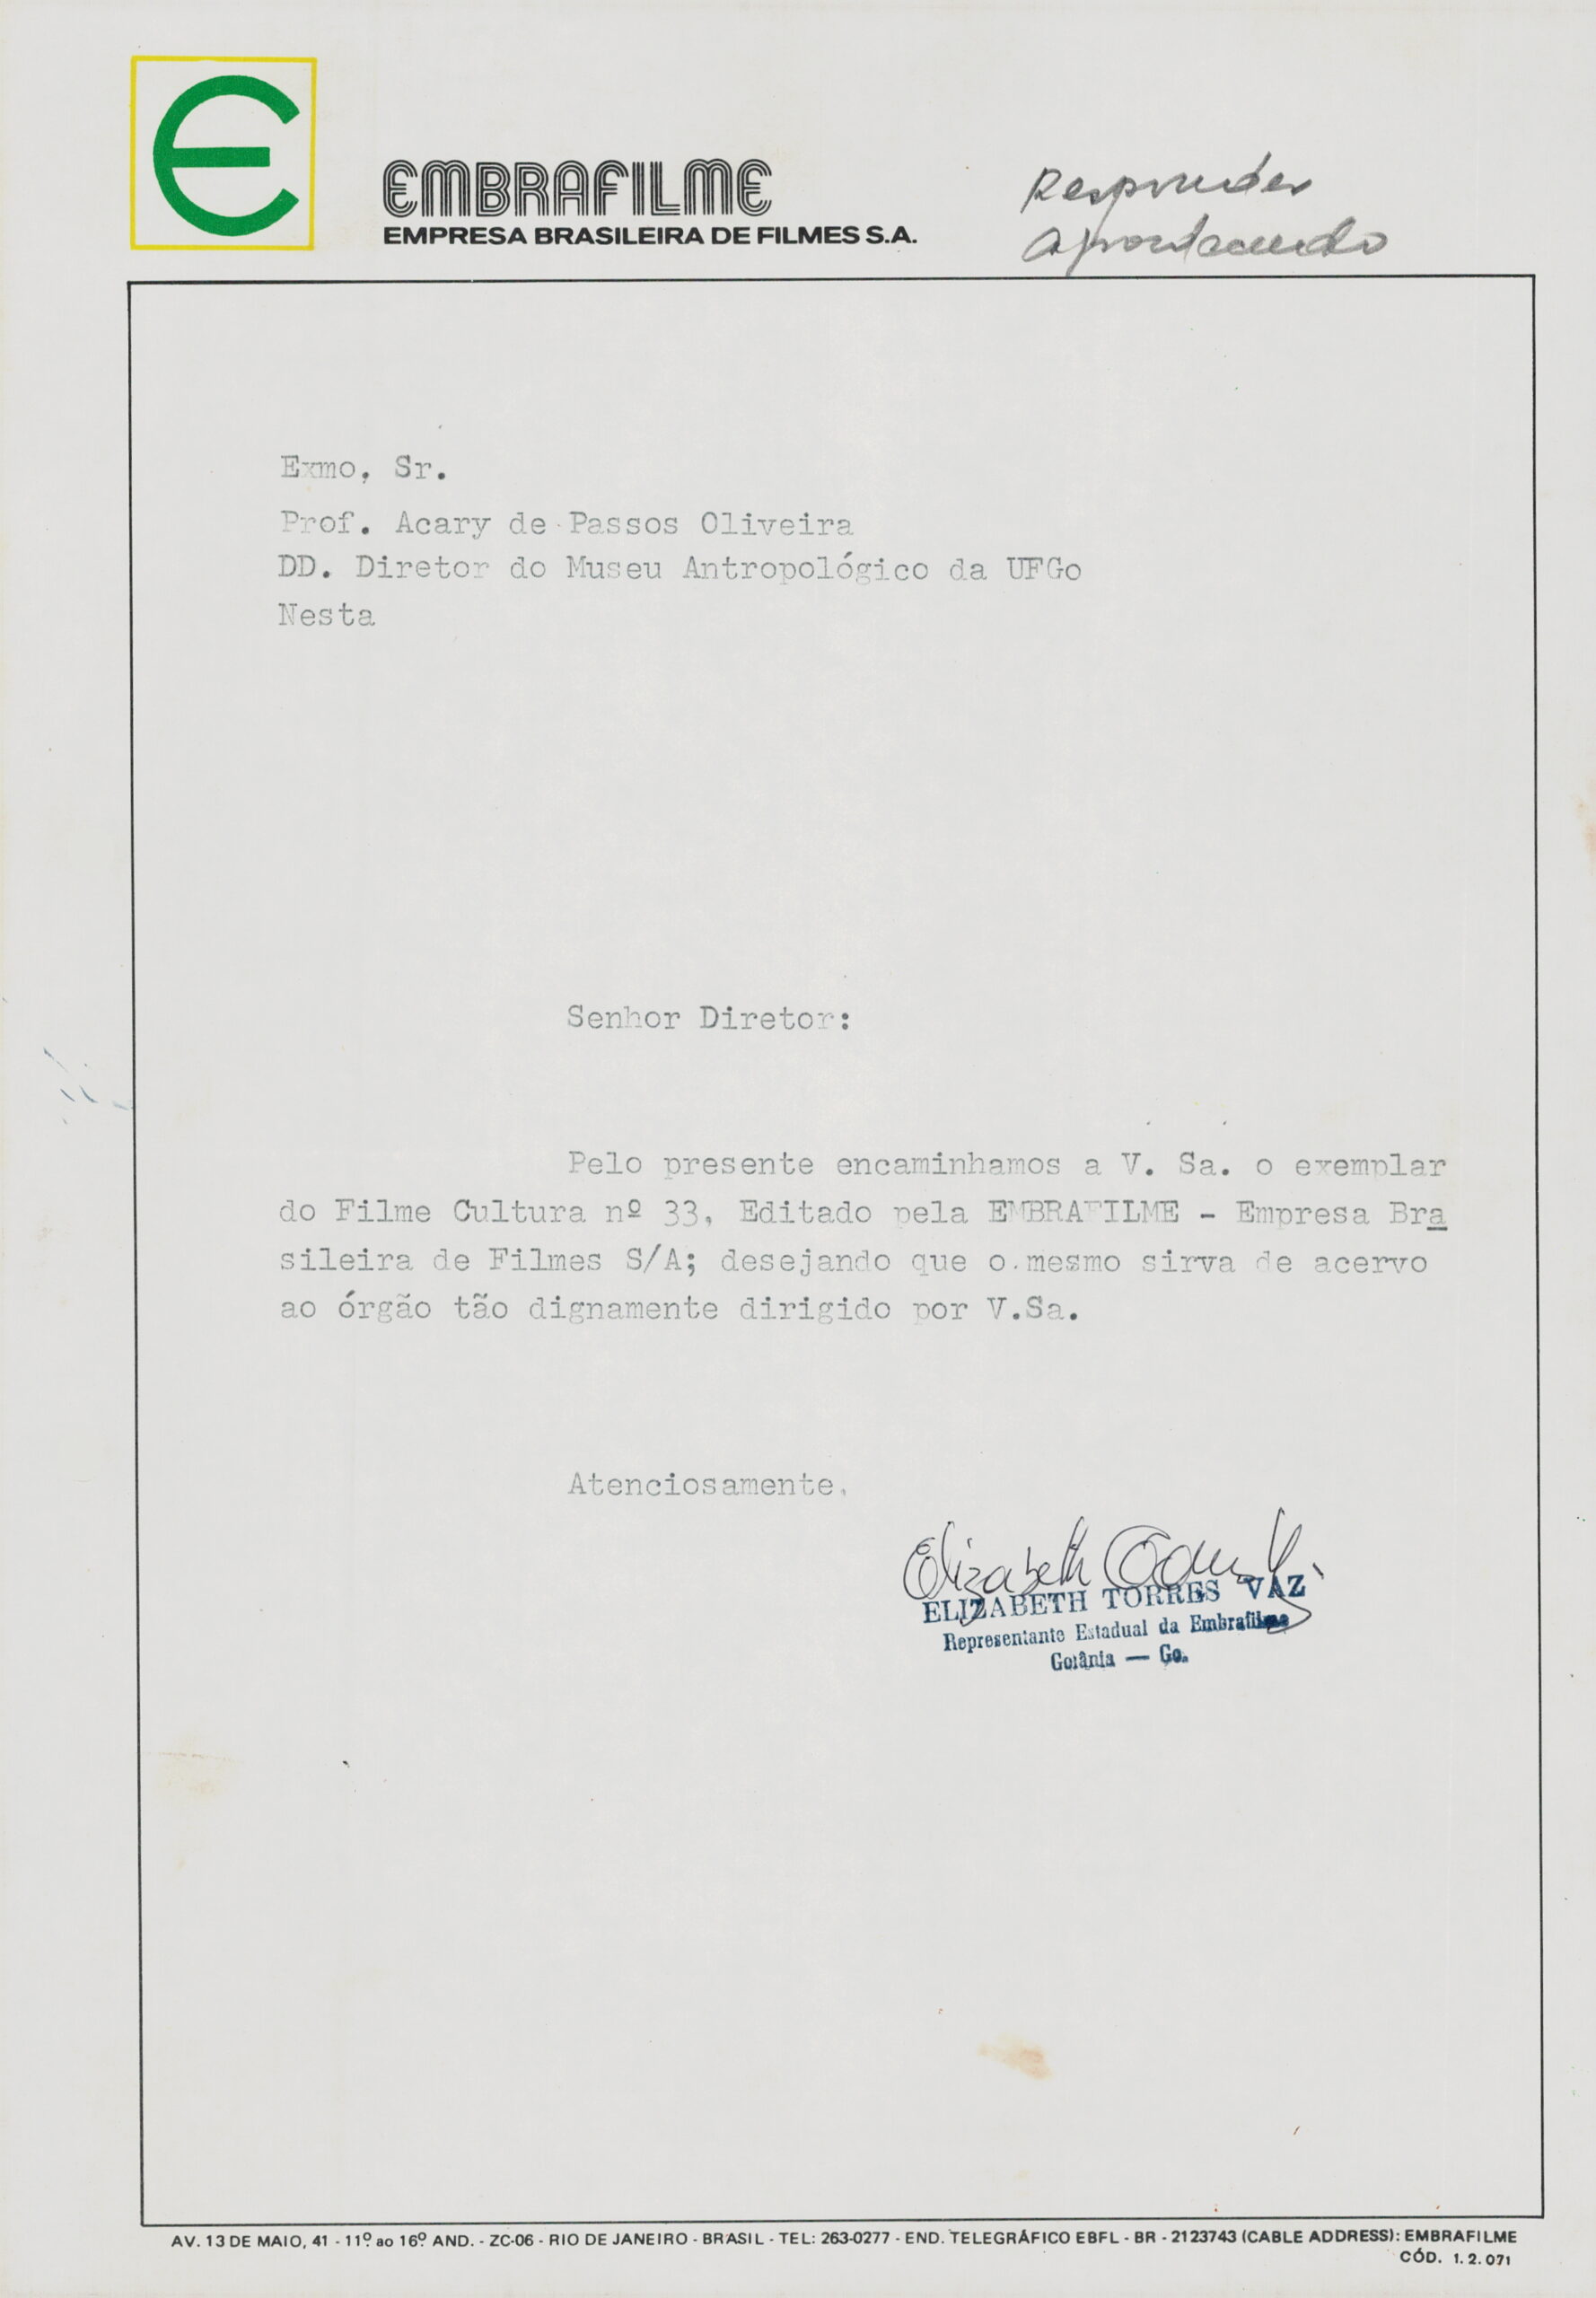 EMBRAFILME
EMPRESA BRASILEIRA DE FILMES S.A.
Responder
Exmo. Sr.
Prof. Acary de Passos Oliveira
DD. Diretor do Museu Antropológico da UFGo
Nesta
Senhor Diretor:
Pelo presente encaminhamos a V. Sa. o exemplar
do Filme Cultura nº 33, Editado pela EMBRAFILME - Empresa Bra
sileira de Filmes S/A; desejando que o mesmo sirva de acervo
ao órgão tão dignamente dirigido por V.Sa.
Atenciosamente.
Elizabeth
ELIZABETH TORRES VAZ
Representante Estadual da Embrafilme
Goiânia — Go.
AV. 13 DE MAIO, 41 - 11º ao 16º AND. - ZC-06 - RIO DE JANEIRO - BRASIL - TEL: 263-0277 - END. TELEGRÁFICO EBFL - BR - 2123743 (CABLE ADDRESS): EMBRAFILME
CÓD. 1.2.071